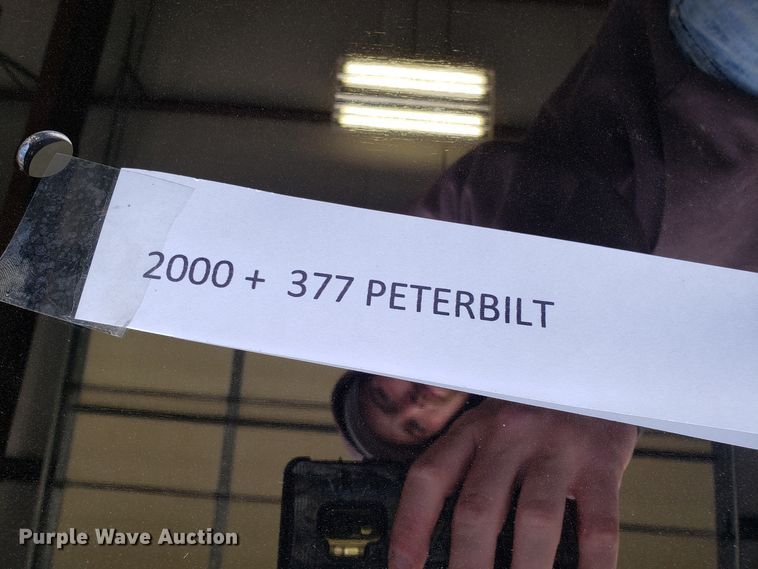 2000 + 377 PETERBILT
Purple Wave Auction